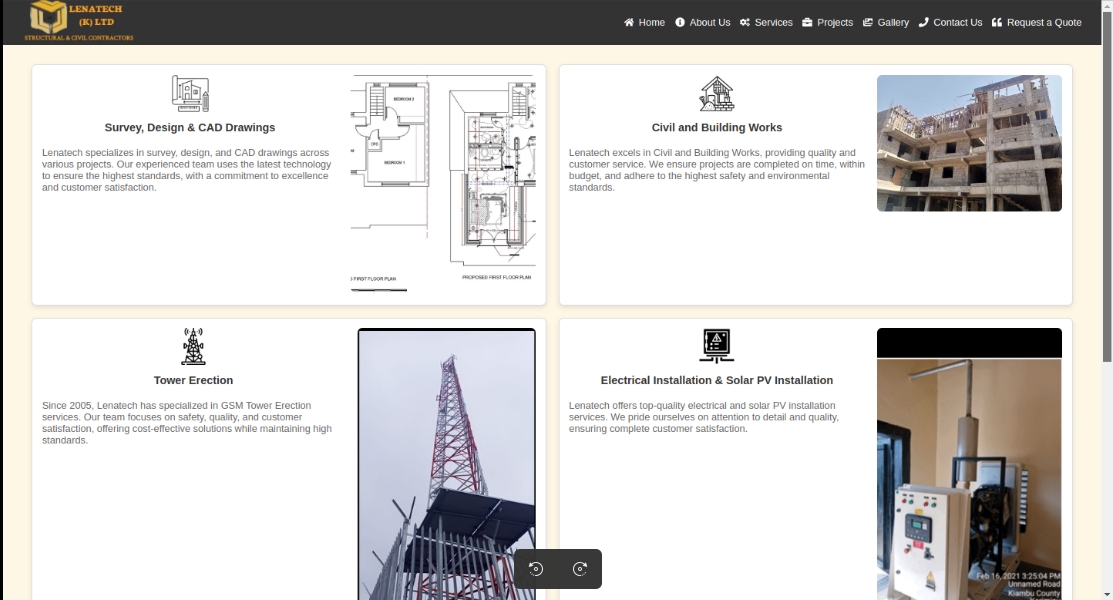 LENATECH
(K) LTD
STRUCTURAL & CIVIL CONTRACTORS
Home
About Us
Services
Projects
Gallery
Contact Us
Request a Quote
Survey, Design & CAD Drawings
Lenatech specializes in survey, design, and CAD drawings across
various projects. Our experienced team uses the latest technology
to ensure the highest standards, with a commitment to excellence
and customer satisfaction.
BEDROOM 2
BEDROOM 1
FIRST FLOOR PLAN
PROPOSED FIRST FLOOR PLAN
Civil and Building Works
Lenatech excels in Civil and Building Works, providing quality and
customer service. We ensure projects are completed on time, within
budget, and adhere to the highest safety and environmental
standards.
Tower Erection
Since 2005, Lenatech has specialized in GSM Tower Erection
services. Our team focuses on safety, quality, and customer
satisfaction, offering cost-effective solutions while maintaining high
standards.
Electrical Installation & Solar PV Installation
Lenatech offers top-quality electrical and solar PV installation
services. We pride ourselves on attention to detail and quality,
ensuring complete customer satisfaction.
Feb 16, 2021 3:25:04 PM
Unnamed Road
Kiambu County